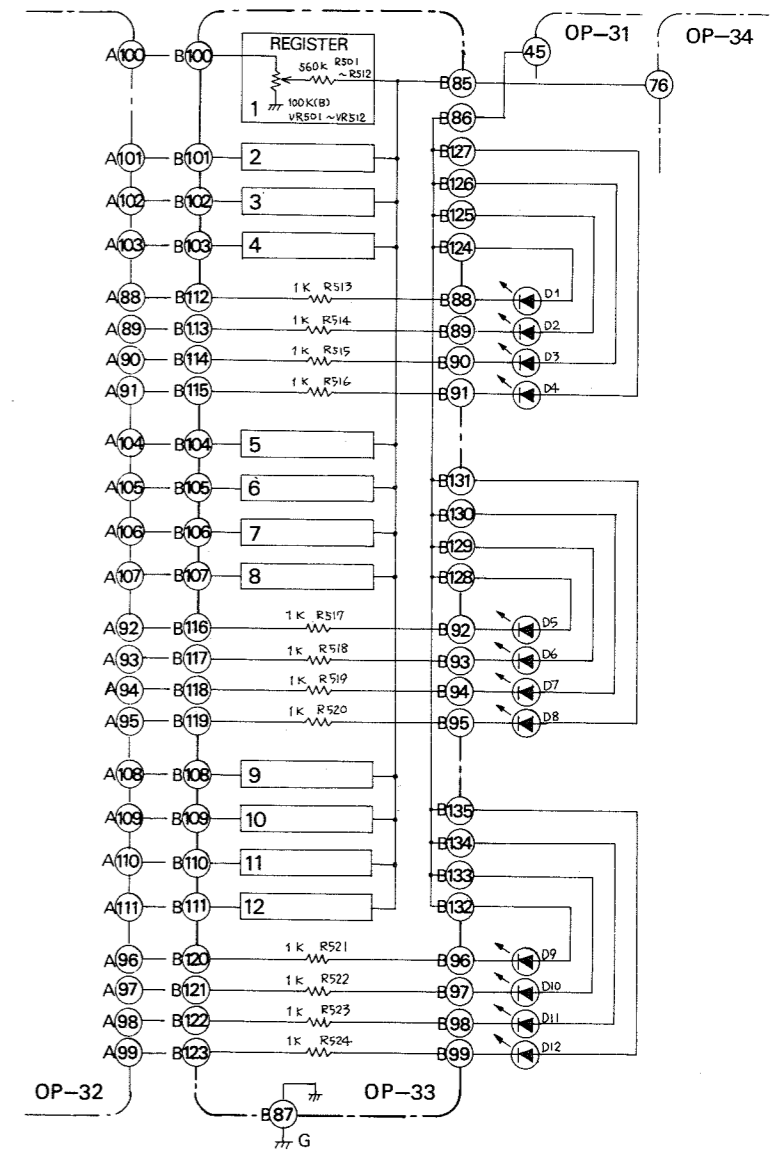 OP-31
OP-34
A100 B100
REGISTER
560K R501
~R512
1 100K(B)
VR501 ~VR512
45
B85
76
B86
B127
A101 B101 2
B126
A102 B102 3
B125
A103 B103 4
B124
A88 B112 1K R513 B88 D1
A89 B113 1K R514 B89 D2
A90 B114 1K R515 B90 D3
A91 B115 1K R516 B91 D4
A104 B104 5
B131
A105 B105 6
B130
A106 B106 7
B129
A107 B107 8
B128
A92 B116 1K R517 B92 D5
A93 B117 1K R518 B93 D6
A94 B118 1K R519 B94 D7
A95 B119 1K R520 B95 D8
A108 B108 9
B135
A109 B109 10
B134
A110 B110 11
B133
A111 B111 12
B132
A96 B120 1K R521 B96 D9
A97 B121 1K R522 B97 D10
A98 B122 1K R523 B98 D11
A99 B123 1K R524 B99 D12
OP-32
OP-33
B87
G